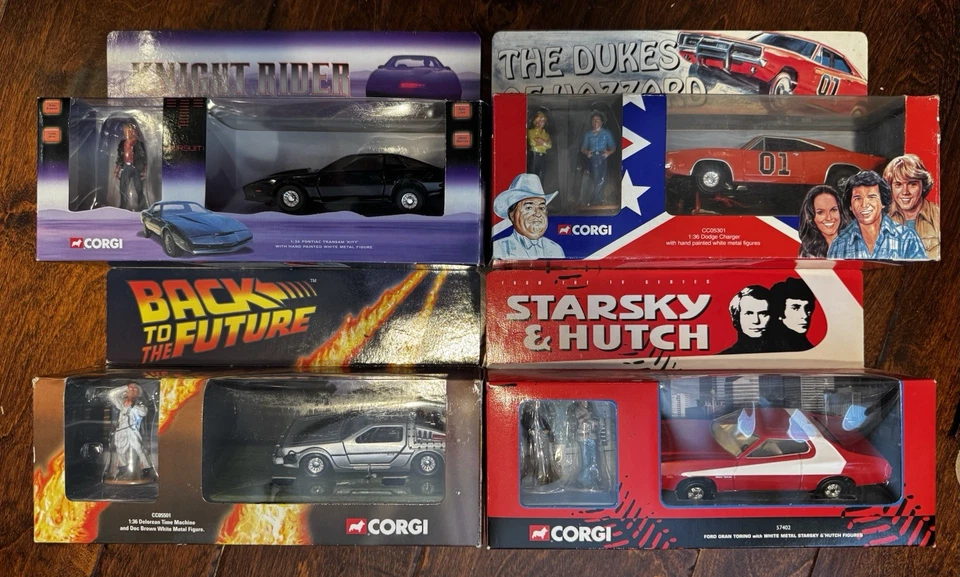 KNIGHT RIDER
CORGI
1:36 PONTIAC TRANSAM 'KITT'
WITH HAND PAINTED WHITE METAL FIGURE
THE DUKES
OF HAZZARD
01
01
CORGI
CC05301
1:36 Dodge Charger
with hand painted white metal figures
BACK
TO THE
FUTURE
TM
CC05501
1:36 Delorean Time Machine
and Doc Brown White Metal Figure.
CORGI
STARSKY
& HUTCH
CORGI
57402
FORD GRAN TORINO with WHITE METAL STARSKY & HUTCH FIGURES